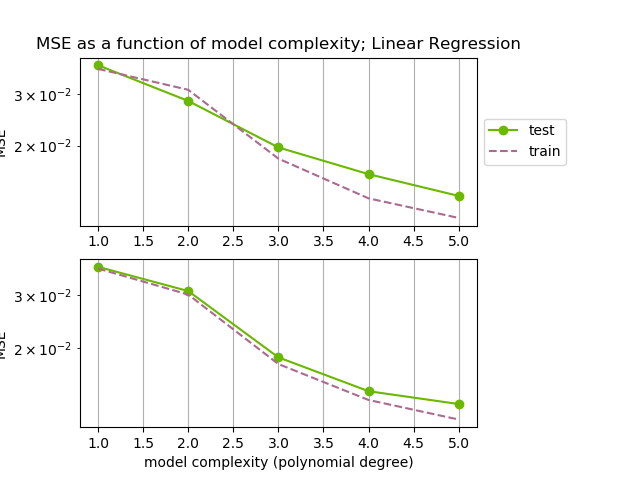 MSE as a function of model complexity; Linear Regression
3 × 10⁻²
2 × 10⁻²
MSE
test
train
1.0 1.5 2.0 2.5 3.0 3.5 4.0 4.5 5.0
3 × 10⁻²
2 × 10⁻²
MSE
1.0 1.5 2.0 2.5 3.0 3.5 4.0 4.5 5.0
model complexity (polynomial degree)